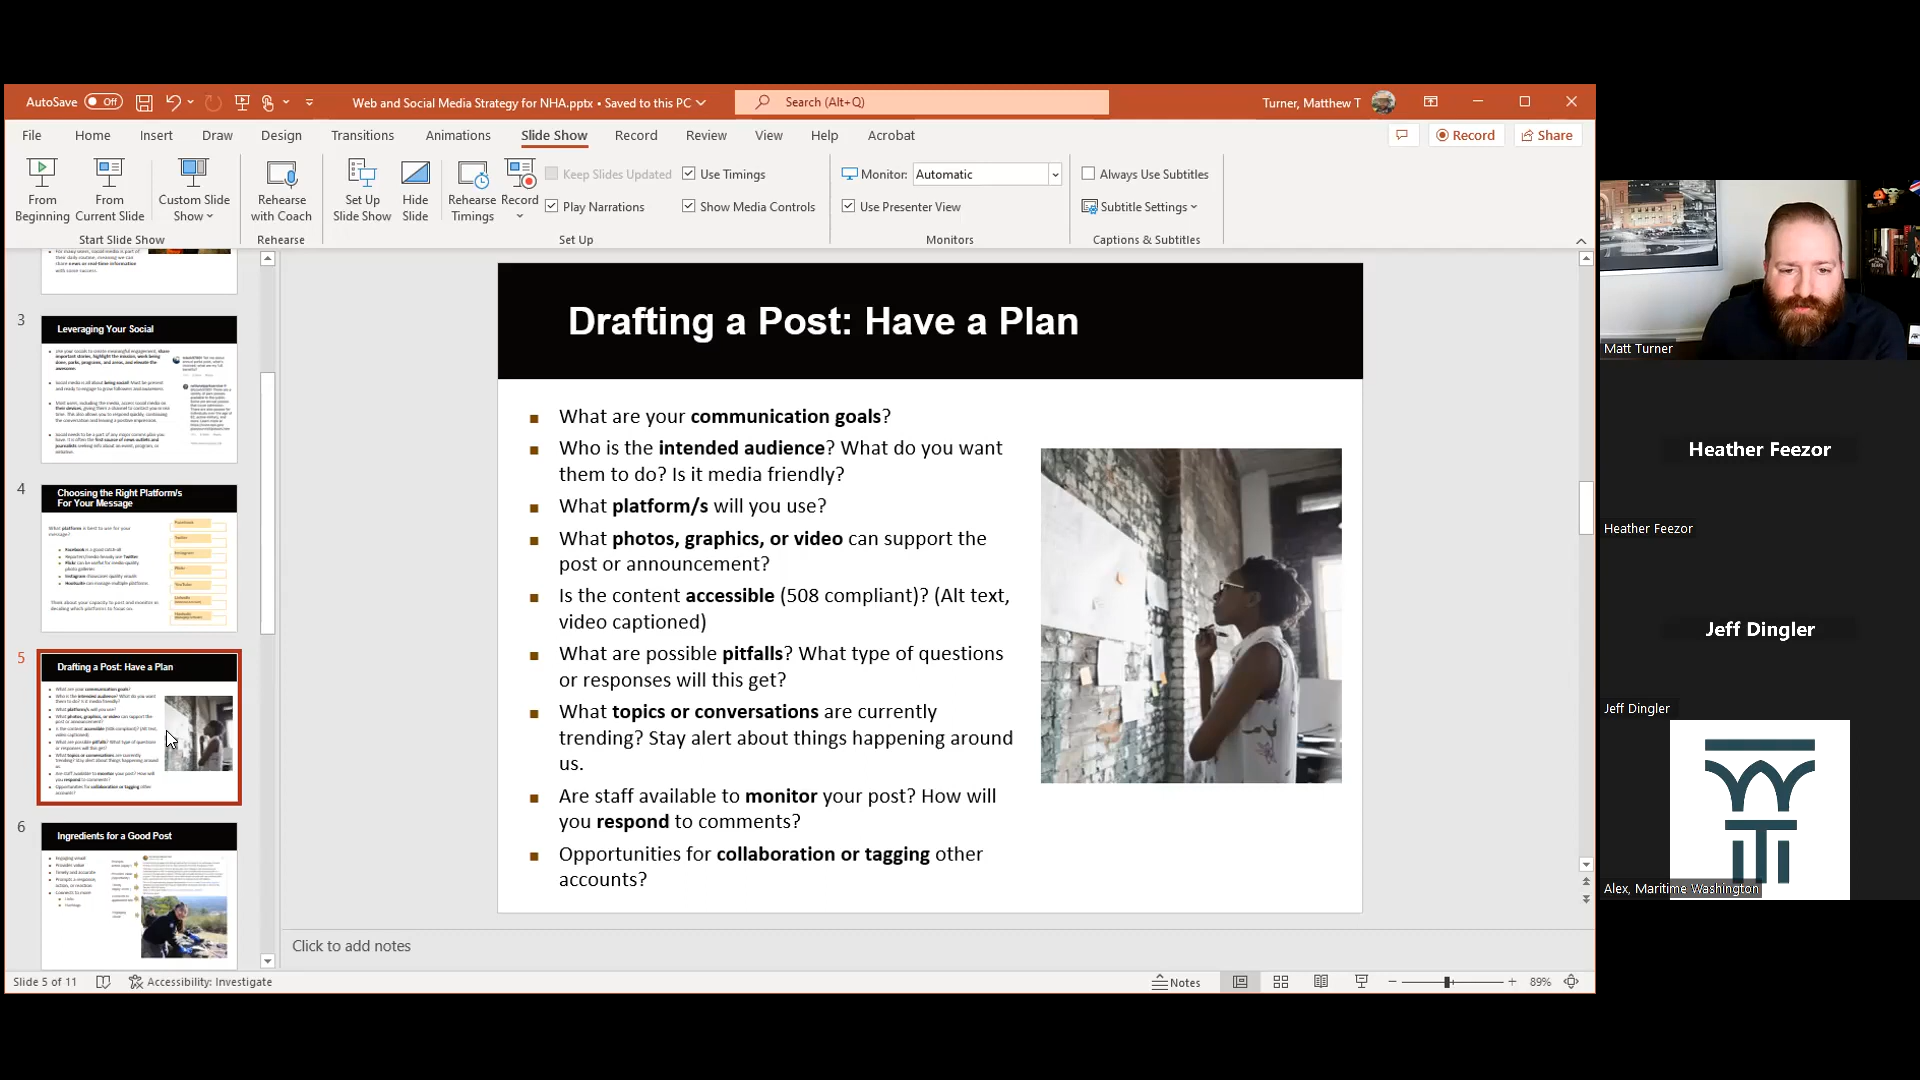 AutoSave Off
Web and Social Media Strategy for NHA.pptx • Saved to this PC
Search (Alt+Q)
Turner, Matthew T
File Home Insert Draw Design Transitions Animations Slide Show Record Review View Help Acrobat
Record Share
From Beginning
From Current Slide
Custom Slide Show
Start Slide Show
Rehearse with Coach
Rehearse
Set Up Slide Show
Hide Slide
Rehearse Timings
Record
Keep Slides Updated
Play Narrations
Use Timings
Show Media Controls
Set Up
Monitor: Automatic
Use Presenter View
Monitors
Always Use Subtitles
Subtitle Settings
Captions & Subtitles
3
Leveraging Your Social
4
Choosing the Right Platform/s
For Your Message
5
Drafting a Post: Have a Plan
6
Ingredients for a Good Post
Drafting a Post: Have a Plan
What are your communication goals?
Who is the intended audience? What do you want
them to do? Is it media friendly?
What platform/s will you use?
What photos, graphics, or video can support the
post or announcement?
Is the content accessible (508 compliant)? (Alt text,
video captioned)
What are possible pitfalls? What type of questions
or responses will this get?
What topics or conversations are currently
trending? Stay alert about things happening around
us.
Are staff available to monitor your post? How will
you respond to comments?
Opportunities for collaboration or tagging other
accounts?
Click to add notes
Slide 5 of 11
Accessibility: Investigate
Notes
89%
Matt Turner
Heather Feezor
Heather Feezor
Jeff Dingler
Jeff Dingler
Alex, Maritime Washington